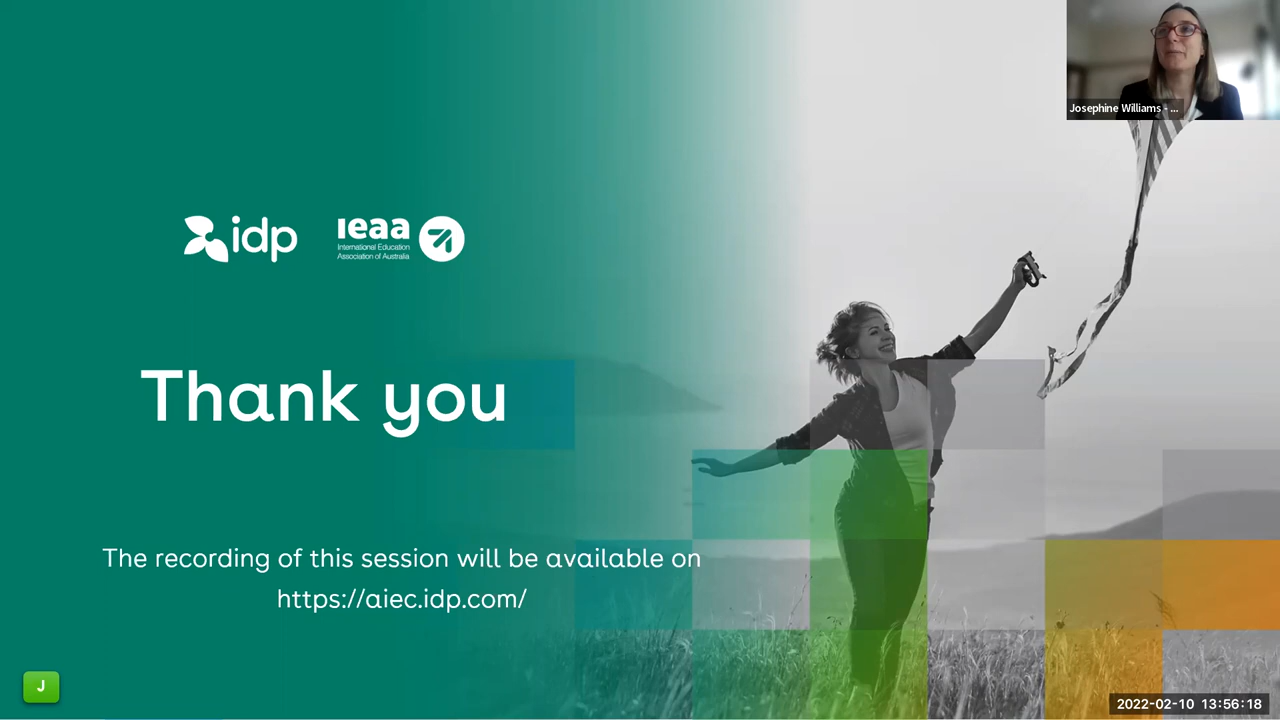 Josephine Williams - ...
idp
ieaa
International Education
Association of Australia
Thank you
The recording of this session will be available on
https://aiec.idp.com/
J
2022-02-10 13:56:18